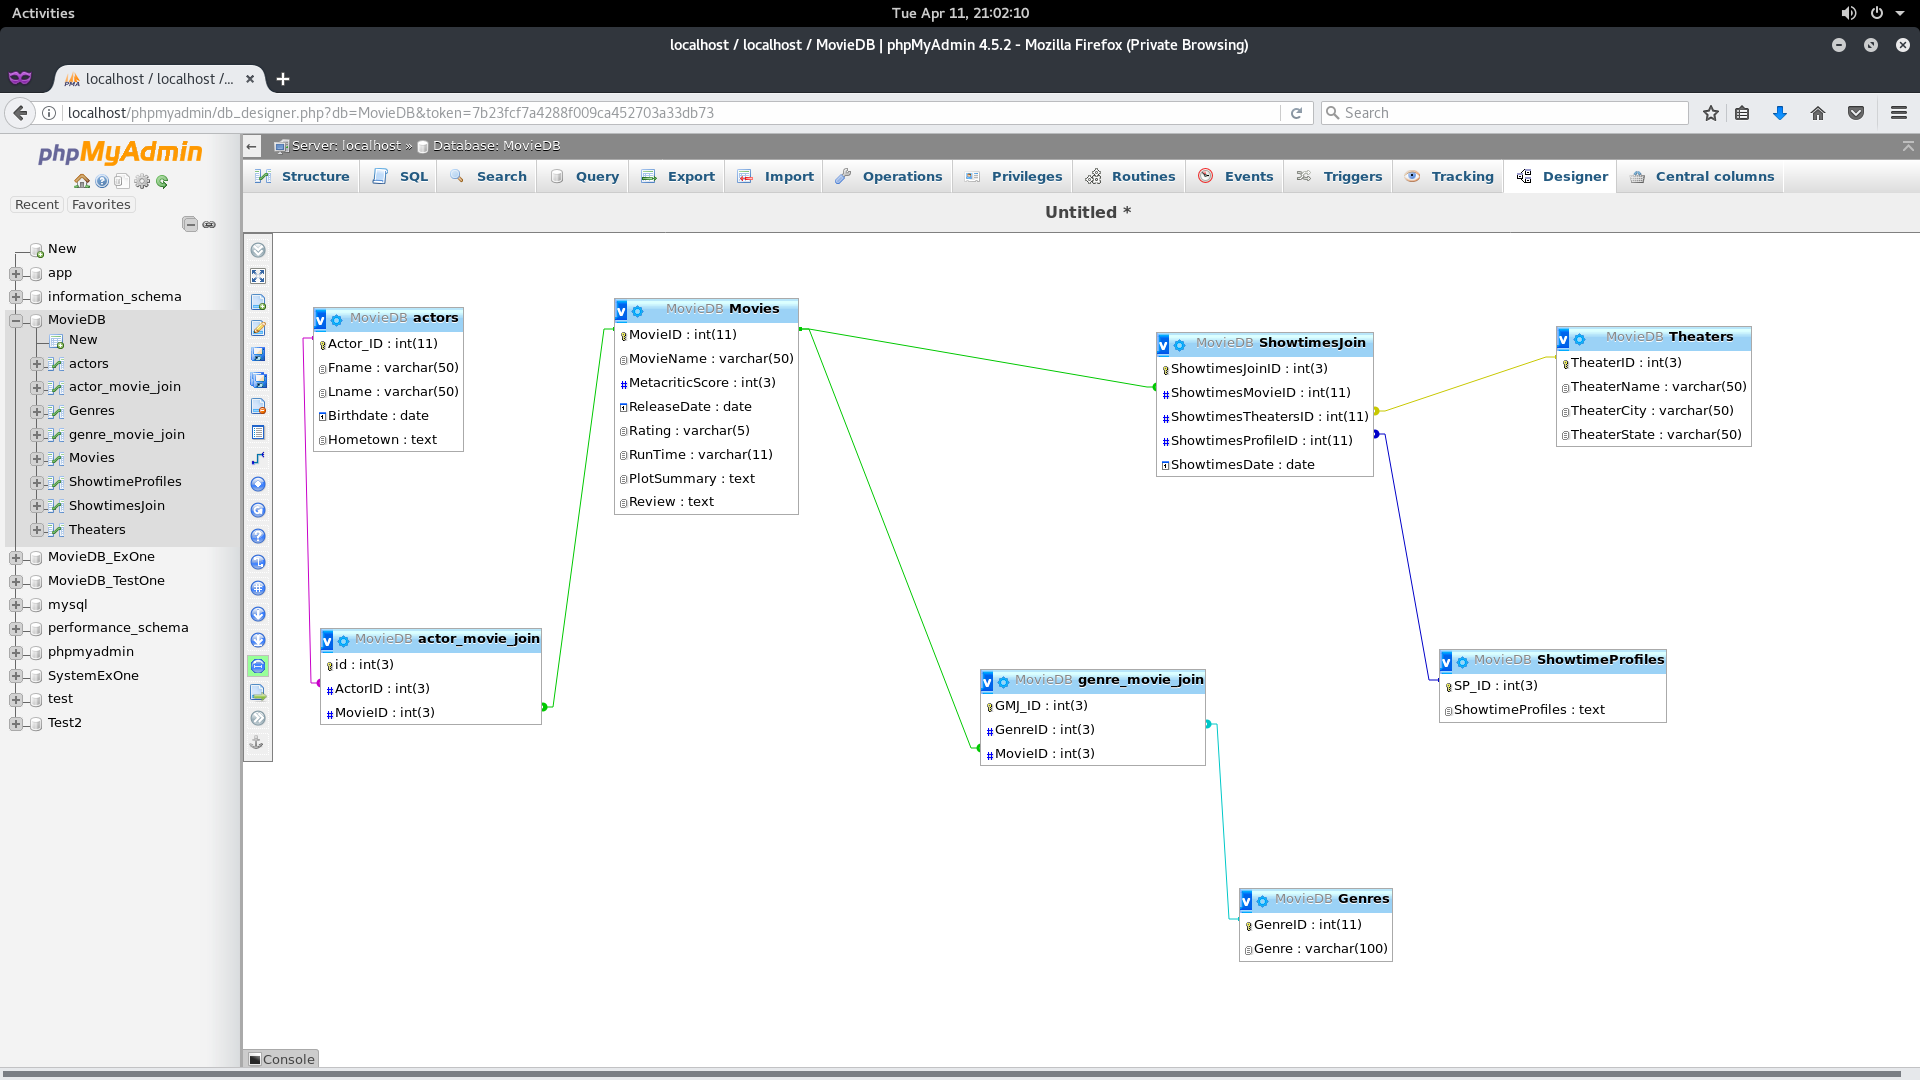 Activities
Tue Apr 11, 21:02:10
localhost / localhost / MovieDB | phpMyAdmin 4.5.2 - Mozilla Firefox (Private Browsing)
localhost / localhost /...
localhost/phpmyadmin/db_designer.php?db=MovieDB&token=7b23fcf7a4288f009ca452703a33db73
Search
phpMyAdmin
Recent Favorites
New
app
information_schema
MovieDB
New
actors
actor_movie_join
Genres
genre_movie_join
Movies
ShowtimeProfiles
ShowtimesJoin
Theaters
MovieDB_ExOne
MovieDB_TestOne
mysql
performance_schema
phpmyadmin
SystemExOne
test
Test2
Server: localhost » Database: MovieDB
Structure SQL Search Query Export Import Operations Privileges Routines Events Triggers Tracking Designer Central columns
Untitled *
MovieDB actors
Actor_ID : int(11)
Fname : varchar(50)
Lname : varchar(50)
Birthdate : date
Hometown : text
MovieDB Movies
MovieID : int(11)
MovieName : varchar(50)
MetacriticScore : int(3)
ReleaseDate : date
Rating : varchar(5)
RunTime : varchar(11)
PlotSummary : text
Review : text
MovieDB ShowtimesJoin
ShowtimesJoinID : int(3)
ShowtimesMovieID : int(11)
ShowtimesTheatersID : int(11)
ShowtimesProfileID : int(11)
ShowtimesDate : date
MovieDB Theaters
TheaterID : int(3)
TheaterName : varchar(50)
TheaterCity : varchar(50)
TheaterState : varchar(50)
MovieDB actor_movie_join
id : int(3)
ActorID : int(3)
MovieID : int(3)
MovieDB genre_movie_join
GMJ_ID : int(3)
GenreID : int(3)
MovieID : int(3)
MovieDB ShowtimeProfiles
SP_ID : int(3)
ShowtimeProfiles : text
MovieDB Genres
GenreID : int(11)
Genre : varchar(100)
Console